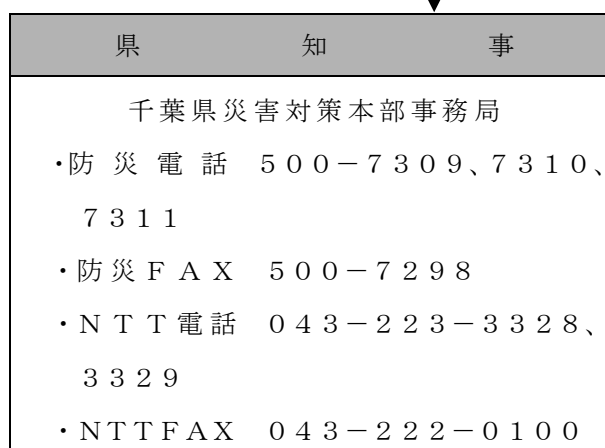 県　知　事
千葉県災害対策本部事務局
・防災電話　５００－７３０９、７３１０、
７３１１
・防災ＦＡＸ　５００－７２９８
・ＮＴＴ電話　０４３－２２３－３３２８、
３３２９
・ＮＴＴＦＡＸ　０４３－２２２－０１００